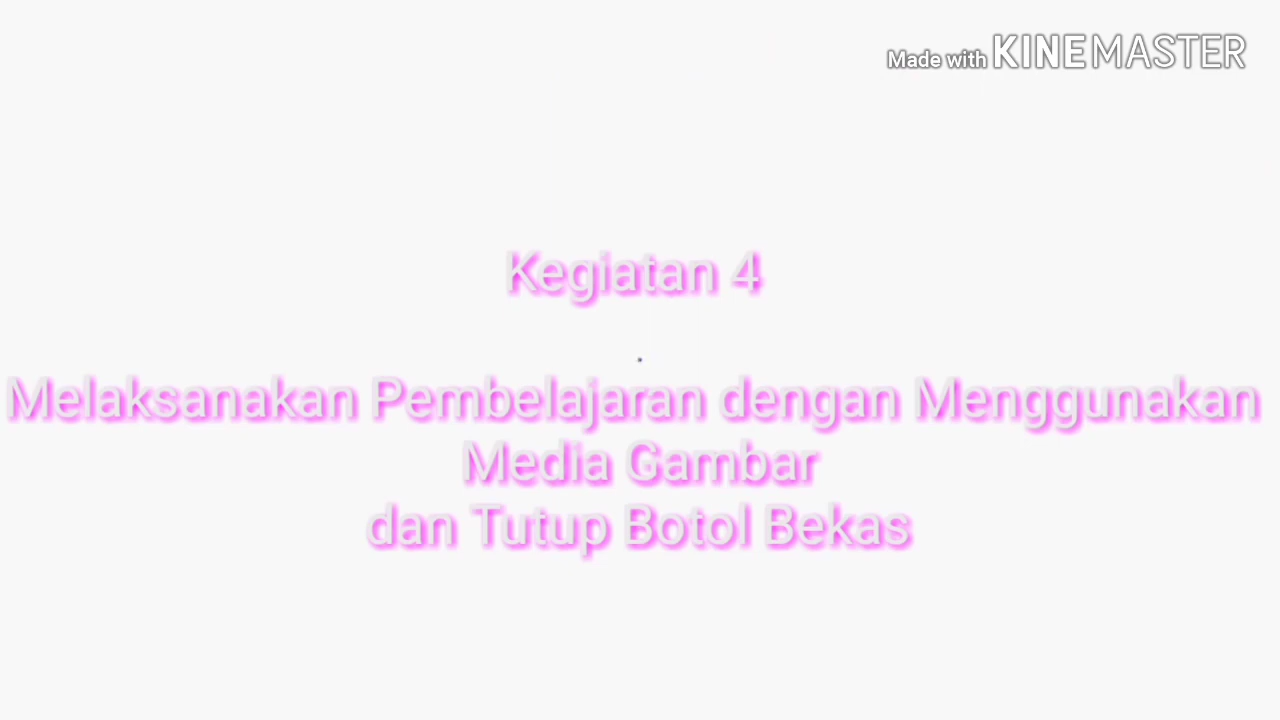 Made with KINEMASTER
Kegiatan 4
.
Melaksanakan Pembelajaran dengan Menggunakan
Media Gambar
dan Tutup Botol Bekas